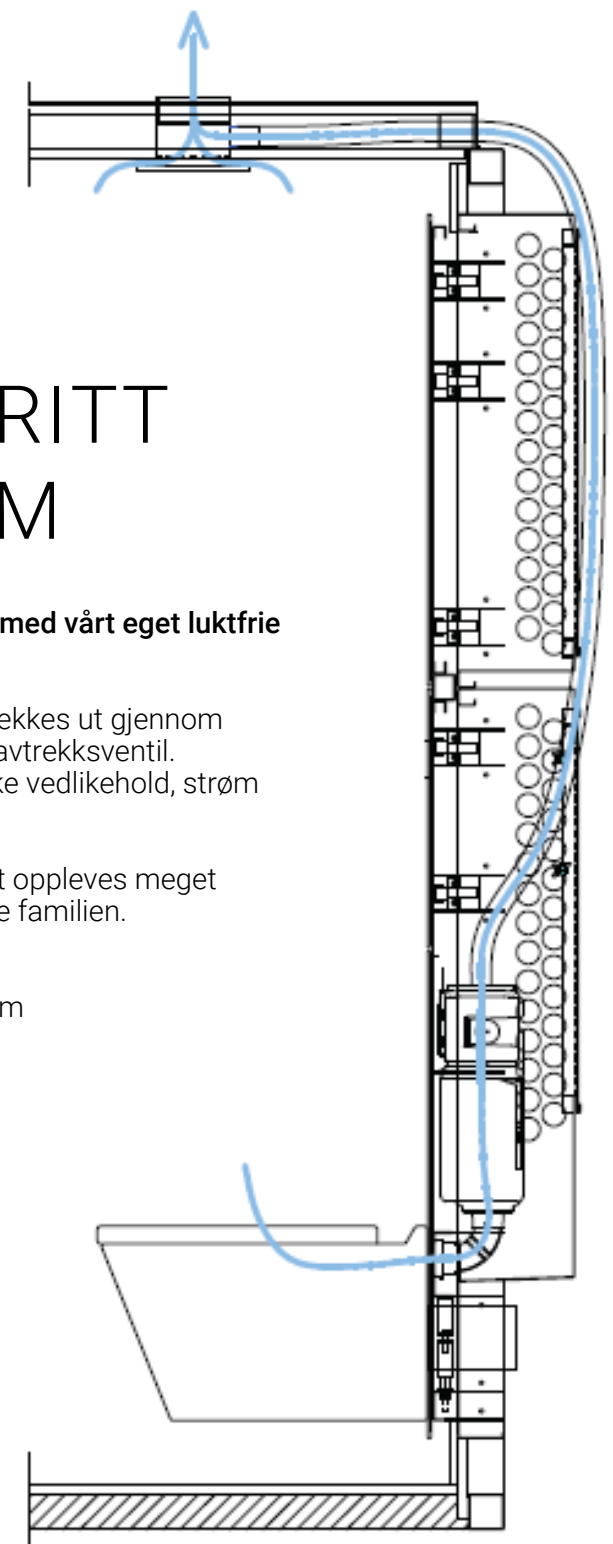 RITT
M
med vårt eget luktfrie
ekkes ut gjennom
avtrekksventil.
ke vedlikehold, strøm
t oppleves meget
e familien.
m